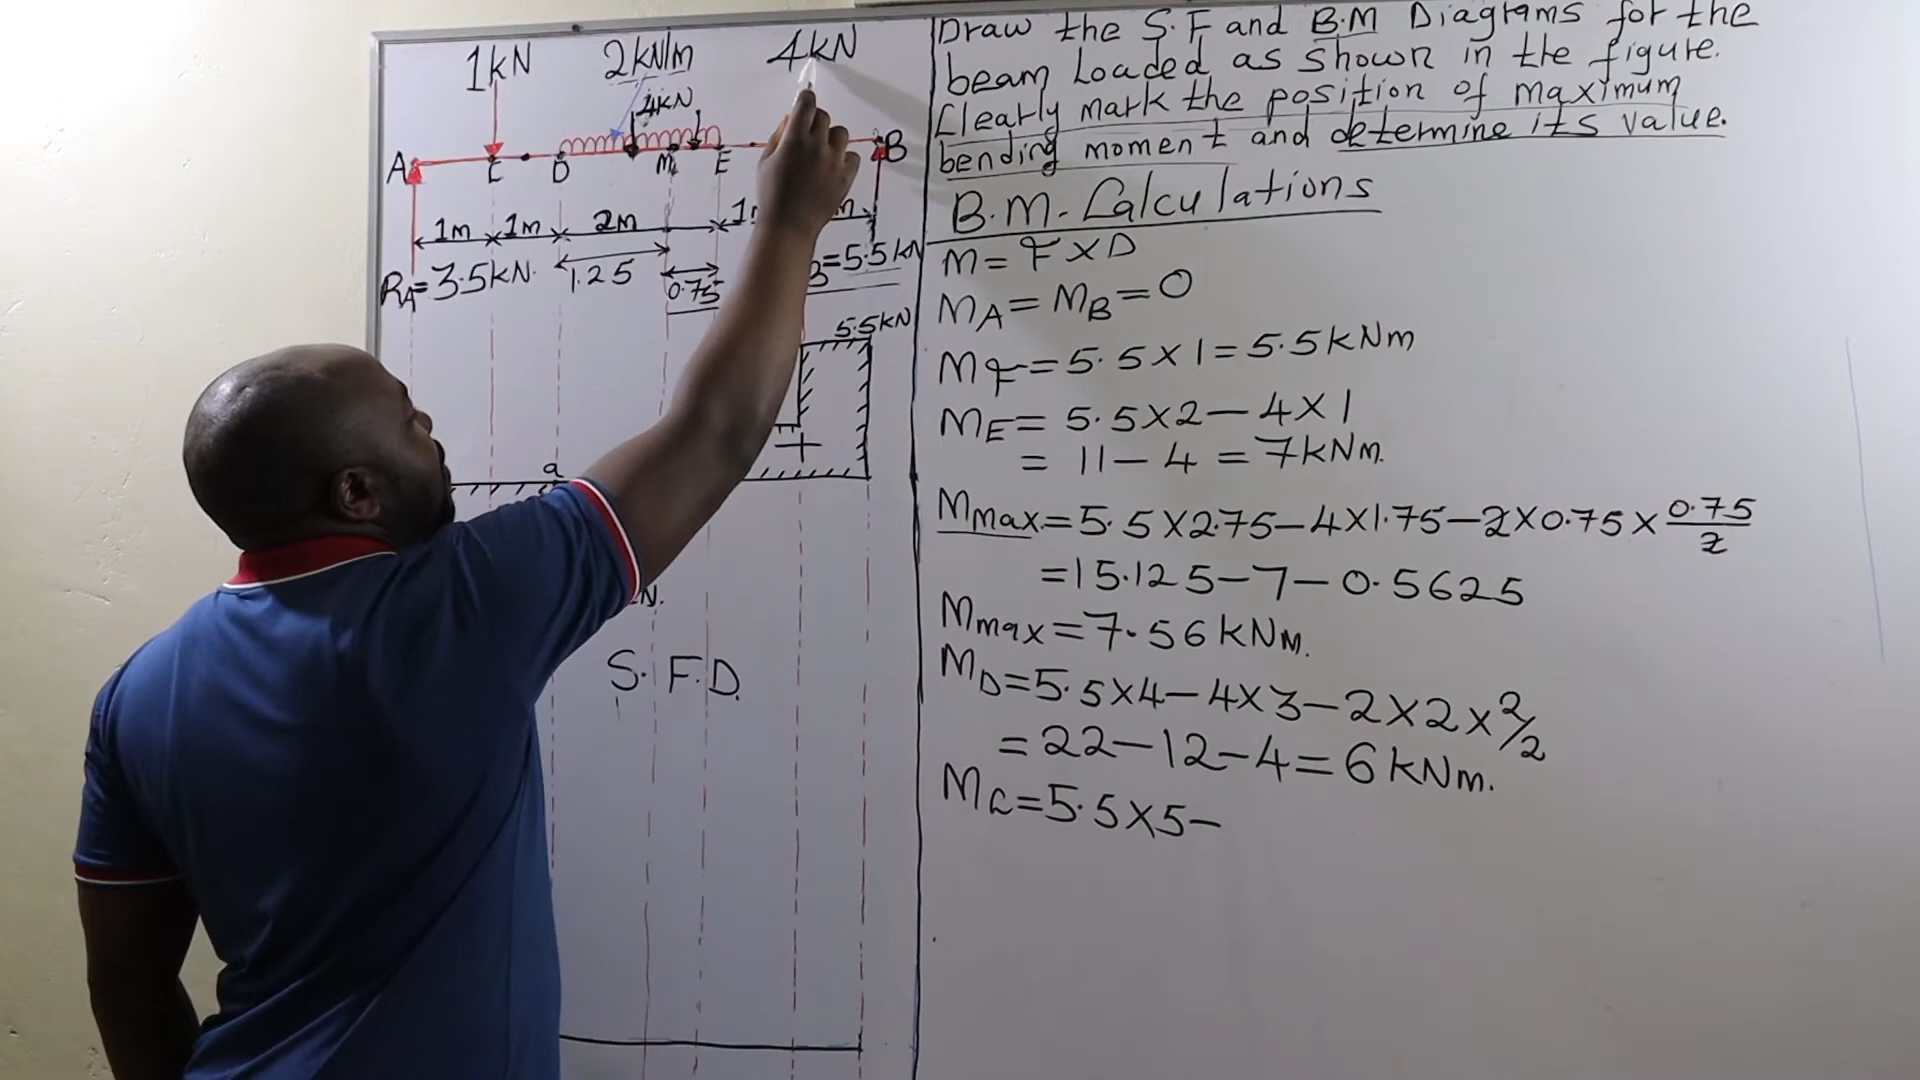 1kN 2kN/m 4kN
4KN
A C D M E B
1m 1m 2m
RA=3.5kN. 1.25 0.75 =5.5kN
5.5kN
+
a
S.F.D.
Draw the S.F and B.M Diagrams for the
beam Loaded as shown in the figure.
Clearly mark the position of maximum
bending moment and determine its value.
B.M. Calculations
M = F X D
MA = MB = 0
MF = 5.5 X 1 = 5.5kNm
ME = 5.5X2 - 4X1
= 11 - 4 = 7kNm.
Mmax = 5.5X2.75 - 4X1.75 - 2X0.75 X 0.75/2
= 15.125 - 7 - 0.5625
Mmax = 7.56 kNm.
MD = 5.5X4 - 4X3 - 2X2 X 2/2
= 22 - 12 - 4 = 6 kNm.
MC = 5.5X5 -